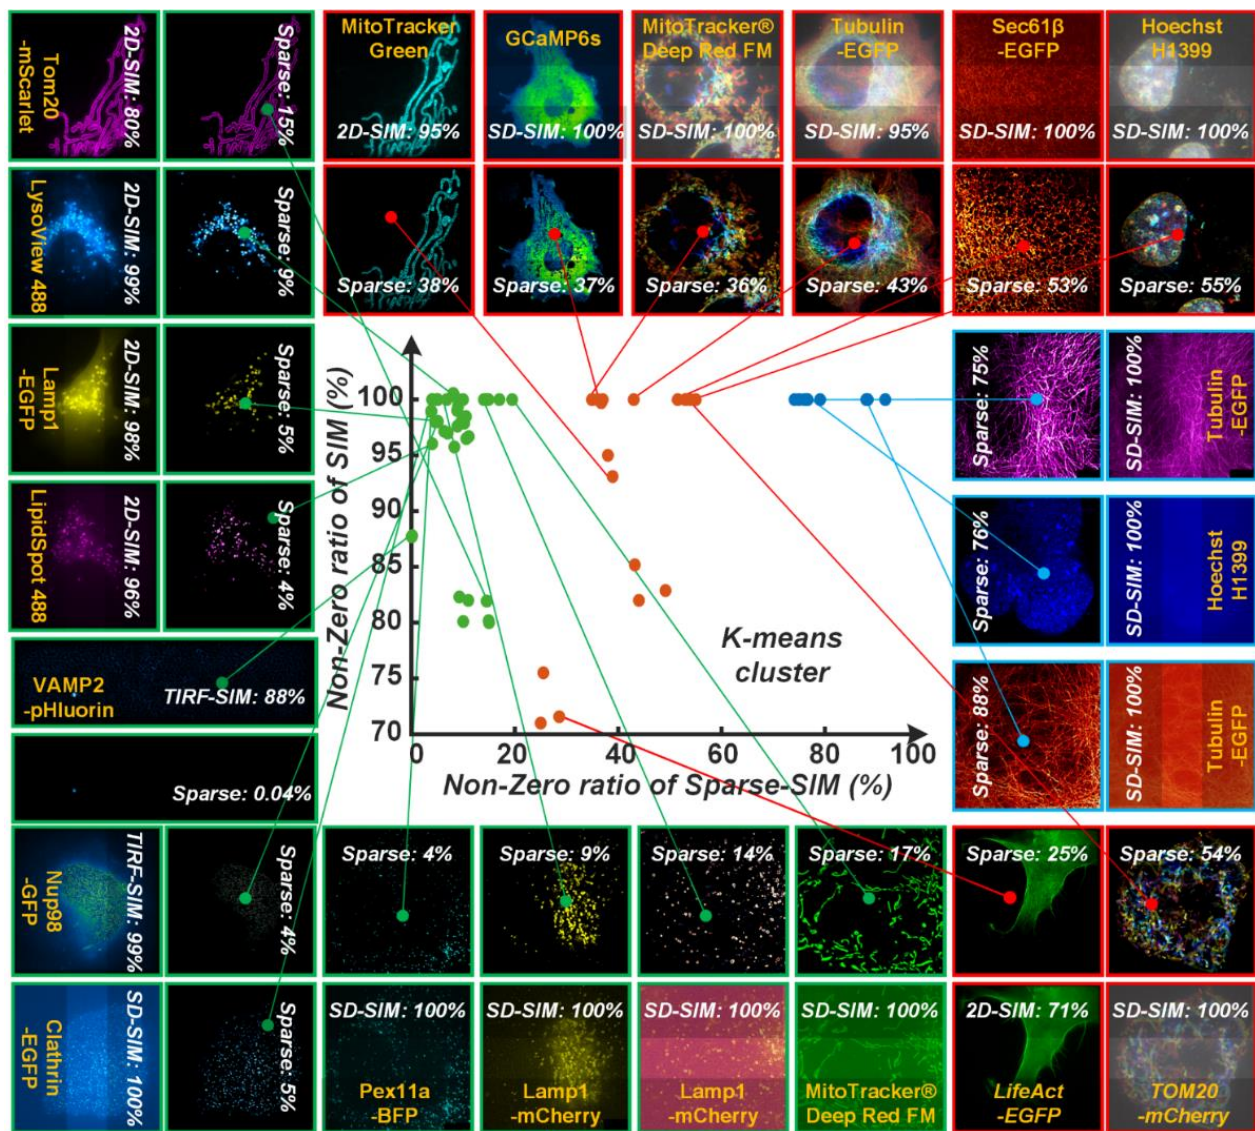 Tom20
-mScarlet
2D-SIM: 80%
Sparse: 15%
MitoTracker
Green
2D-SIM: 95%
GCaMP6s
SD-SIM: 100%
MitoTracker®
Deep Red FM
SD-SIM: 100%
Tubulin
-EGFP
SD-SIM: 95%
Sec61β
-EGFP
SD-SIM: 100%
Hoechst
H1399
SD-SIM: 100%
LysoView 488
2D-SIM: 99%
Sparse: 9%
Sparse: 38%
Sparse: 37%
Sparse: 36%
Sparse: 43%
Sparse: 53%
Sparse: 55%
Lamp1
-EGFP
2D-SIM: 98%
Sparse: 5%
LipidSpot 488
2D-SIM: 96%
Sparse: 4%
VAMP2
-pHluorin
TIRF-SIM: 88%
Sparse: 0.04%
Non-Zero ratio of SIM (%)
100
95
90
85
80
75
70
0
20
40
60
80
100
Non-Zero ratio of Sparse-SIM (%)
K-means
cluster
Sparse: 75%
SD-SIM: 100%
Tubulin
-EGFP
Sparse: 76%
SD-SIM: 100%
Hoechst
H1399
Sparse: 88%
SD-SIM: 100%
Tubulin
-EGFP
Nup98
-GFP
TIRF-SIM: 99%
Sparse: 4%
Sparse: 4%
Sparse: 9%
Sparse: 14%
Sparse: 17%
Sparse: 25%
Sparse: 54%
Clathrin
-EGFP
SD-SIM: 100%
Sparse: 5%
SD-SIM: 100%
Pex11a
-BFP
SD-SIM: 100%
Lamp1
-mCherry
SD-SIM: 100%
Lamp1
-mCherry
SD-SIM: 100%
MitoTracker®
Deep Red FM
2D-SIM: 71%
LifeAct
-EGFP
SD-SIM: 100%
TOM20
-mCherry